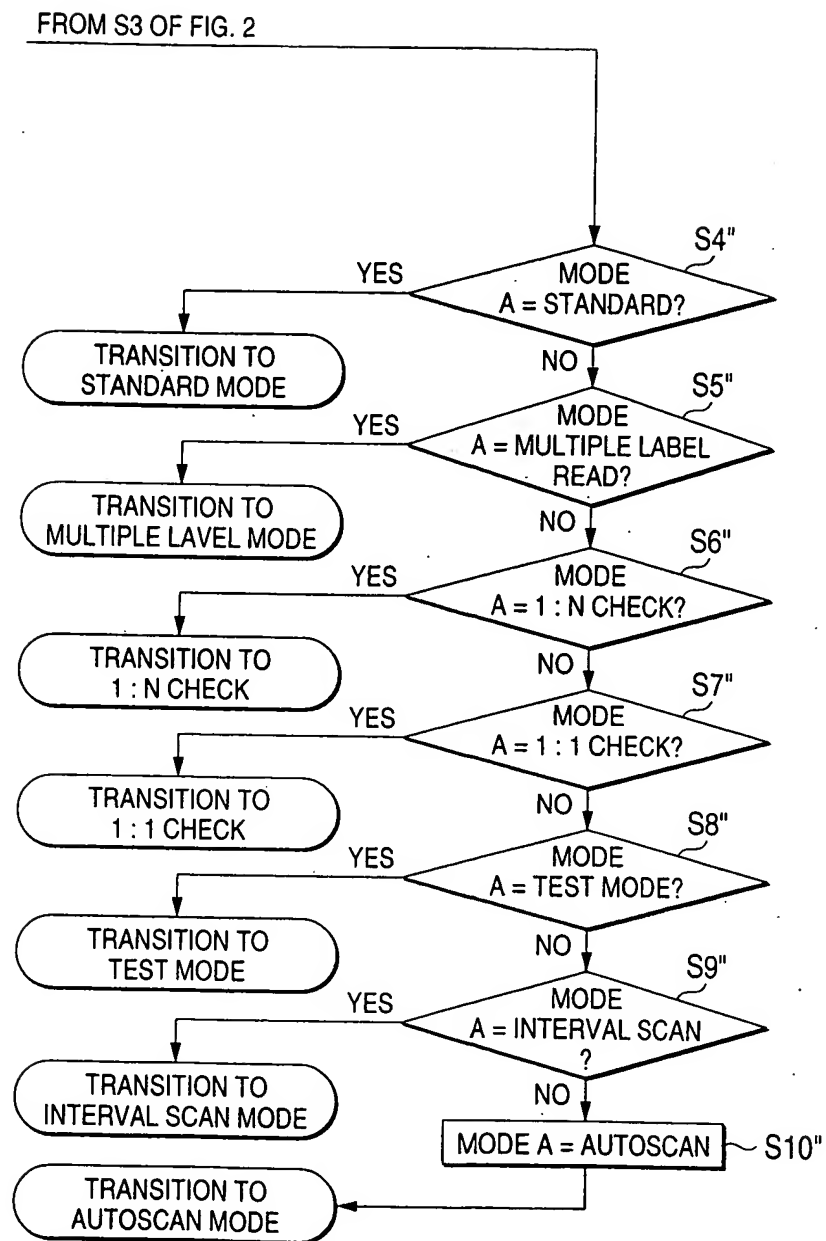 FROM S3 OF FIG. 2
S4"
YES
MODE
A = STANDARD?
TRANSITION TO
STANDARD MODE
NO
S5"
YES
MODE
A = MULTIPLE LABEL
READ?
TRANSITION TO
MULTIPLE LAVEL MODE
NO
S6"
YES
MODE
A = 1 : N CHECK?
TRANSITION TO
1 : N CHECK
NO
S7"
YES
MODE
A = 1 : 1 CHECK?
TRANSITION TO
1 : 1 CHECK
NO
S8"
YES
MODE
A = TEST MODE?
TRANSITION TO
TEST MODE
NO
S9"
YES
MODE
A = INTERVAL SCAN
?
TRANSITION TO
INTERVAL SCAN MODE
NO
MODE A = AUTOSCAN
S10"
TRANSITION TO
AUTOSCAN MODE